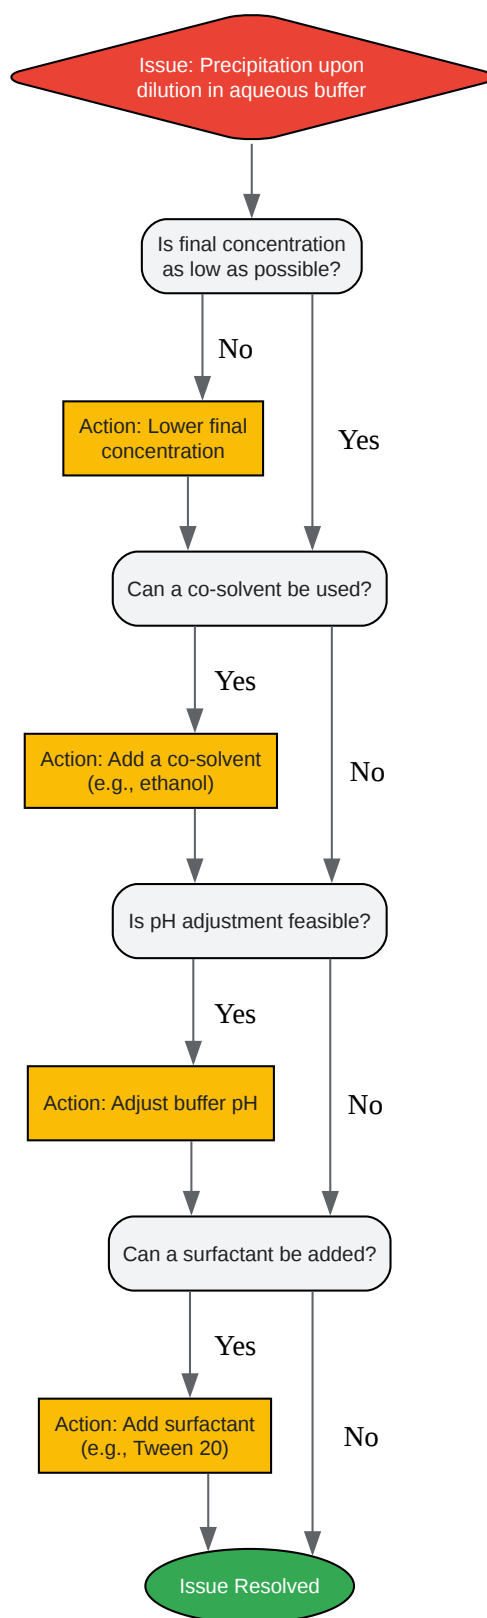 Issue: Precipitation upon
dilution in aqueous buffer
Is final concentration
as low as possible?
No
Action: Lower final
concentration
Yes
Can a co-solvent be used?
Yes
Action: Add a co-solvent
(e.g., ethanol)
No
Is pH adjustment feasible?
Yes
Action: Adjust buffer pH
No
Can a surfactant be added?
Yes
Action: Add surfactant
(e.g., Tween 20)
No
Issue Resolved